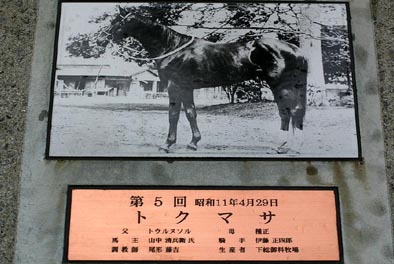 第5回 昭和11年4月29日
トクマサ
父 トウルヌソル 母 種正
馬主 山中清兵衛氏 騎手 伊藤正四郎
調教師 尾形藤吉 生産者 下総御料牧場